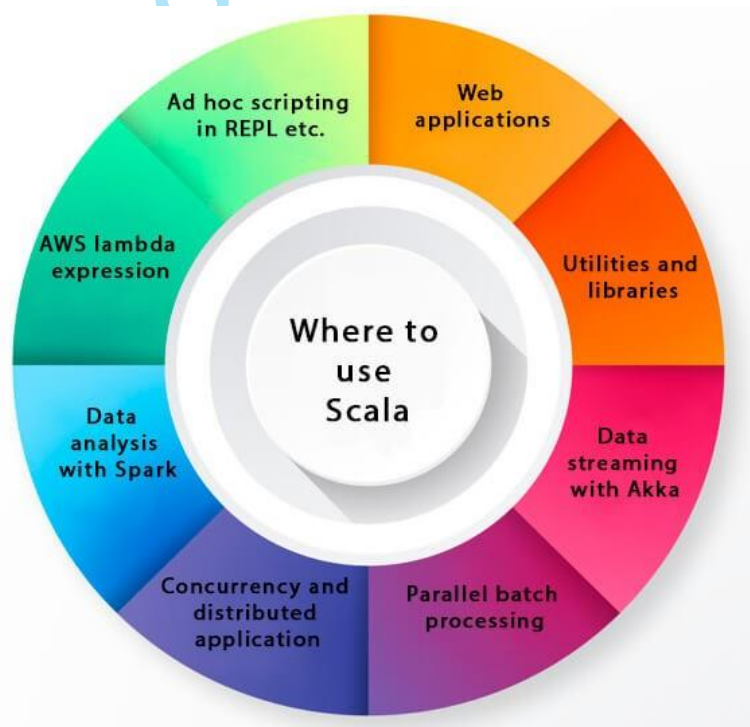 Where to
use
Scala
Web
applications
Utilities and
libraries
Data
streaming
with Akka
Parallel batch
processing
Concurrency and
distributed
application
Data
analysis
with Spark
AWS lambda
expression
Ad hoc scripting
in REPL etc.